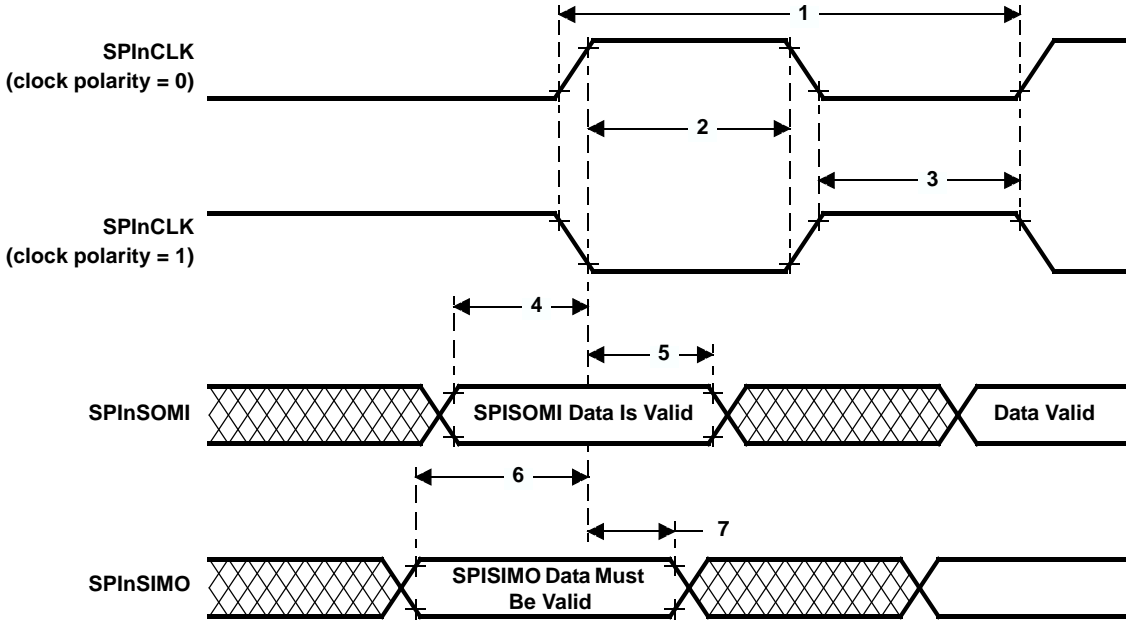 1
SPInCLK
(clock polarity = 0)
2
3
SPInCLK
(clock polarity = 1)
4
5
SPInSOMI
SPISOMI Data Is Valid
Data Valid
6
7
SPInSIMO
SPISIMO Data Must
Be Valid